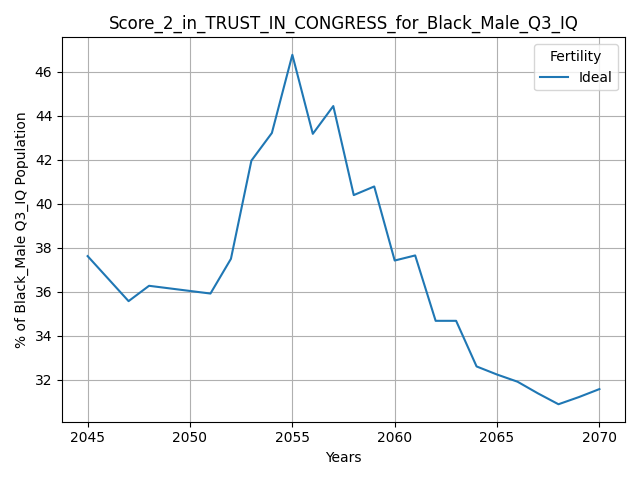 Score_2_in_TRUST_IN_CONGRESS_for_Black_Male_Q3_IQ
Fertility
Ideal
% of Black_Male Q3_IQ Population
46
44
42
40
38
36
34
32
2045 2050 2055 2060 2065 2070
Years